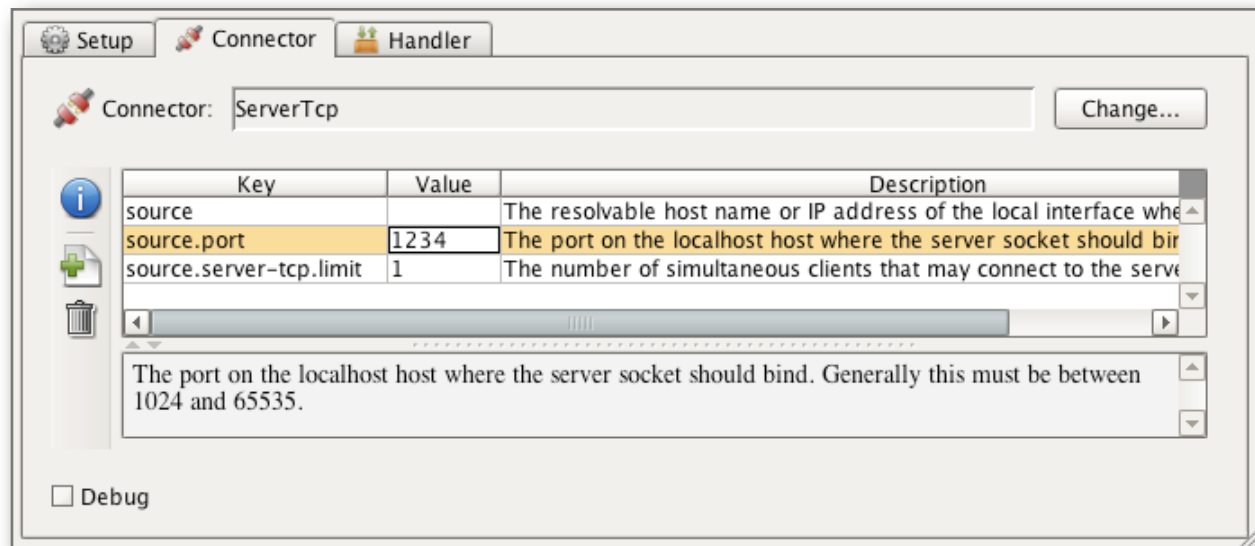 Setup Connector Handler
Connector: ServerTcp Change...
Key Value Description
source The resolvable host name or IP address of the local interface whe
source.port 1234 The port on the localhost host where the server socket should bin
source.server-tcp.limit 1 The number of simultaneous clients that may connect to the serve
The port on the localhost host where the server socket should bind. Generally this must be between
1024 and 65535.
Debug